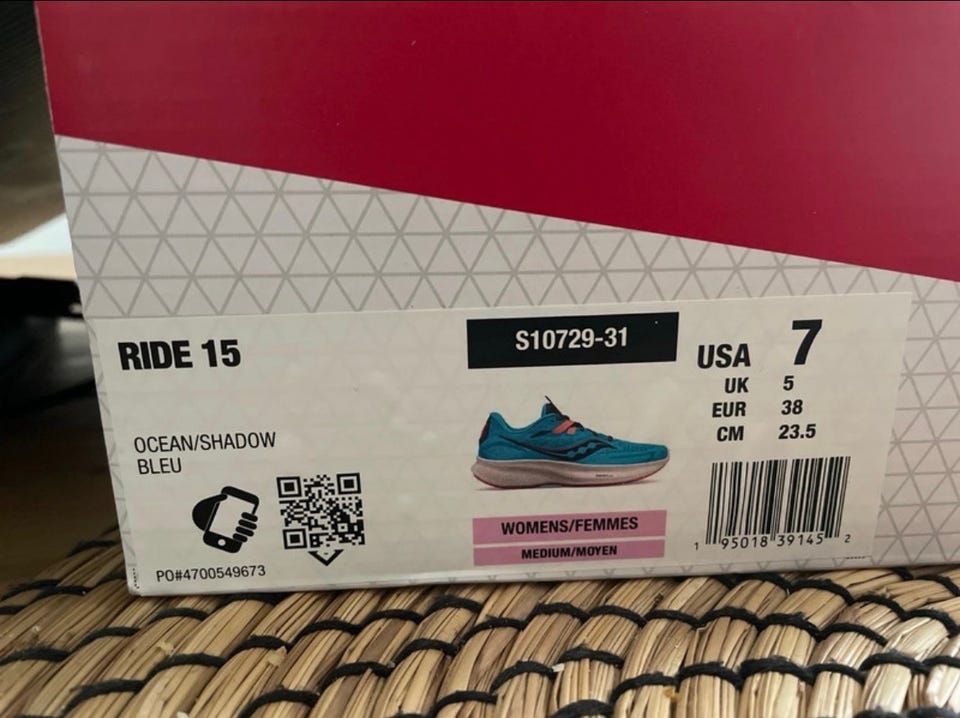 RIDE 15
OCEAN/SHADOW
BLEU
PO#4700549673
S10729-31
WOMENS/FEMMES
MEDIUM/MOYEN
USA 7
UK 5
EUR 38
CM 23.5
1 95018 39145 2